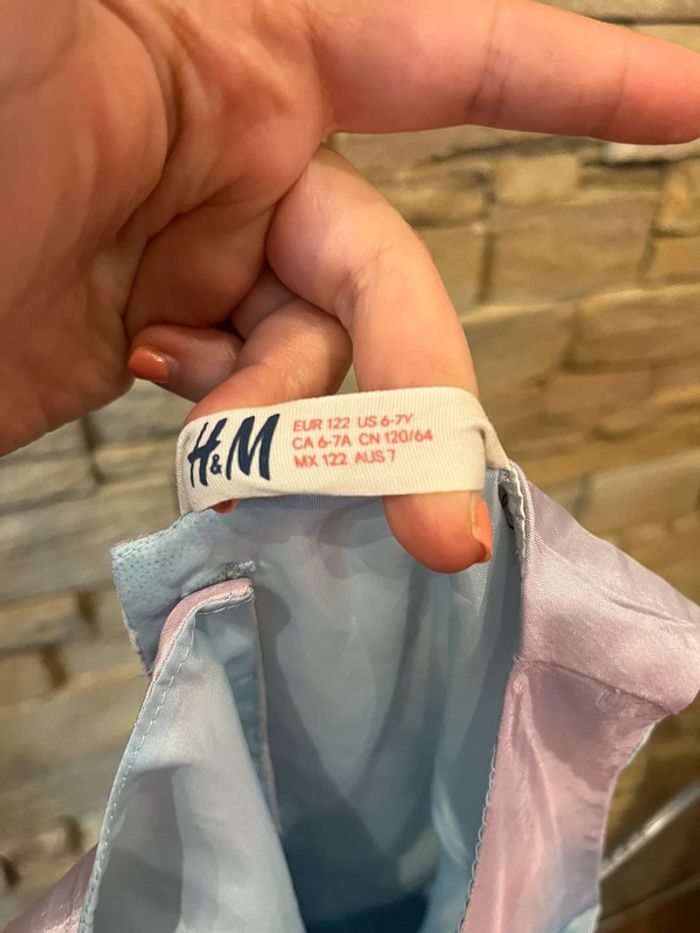 H&M
EUR 122 US 6-7Y
CA 6-7A CN 120/64
MX 122 AUS 7